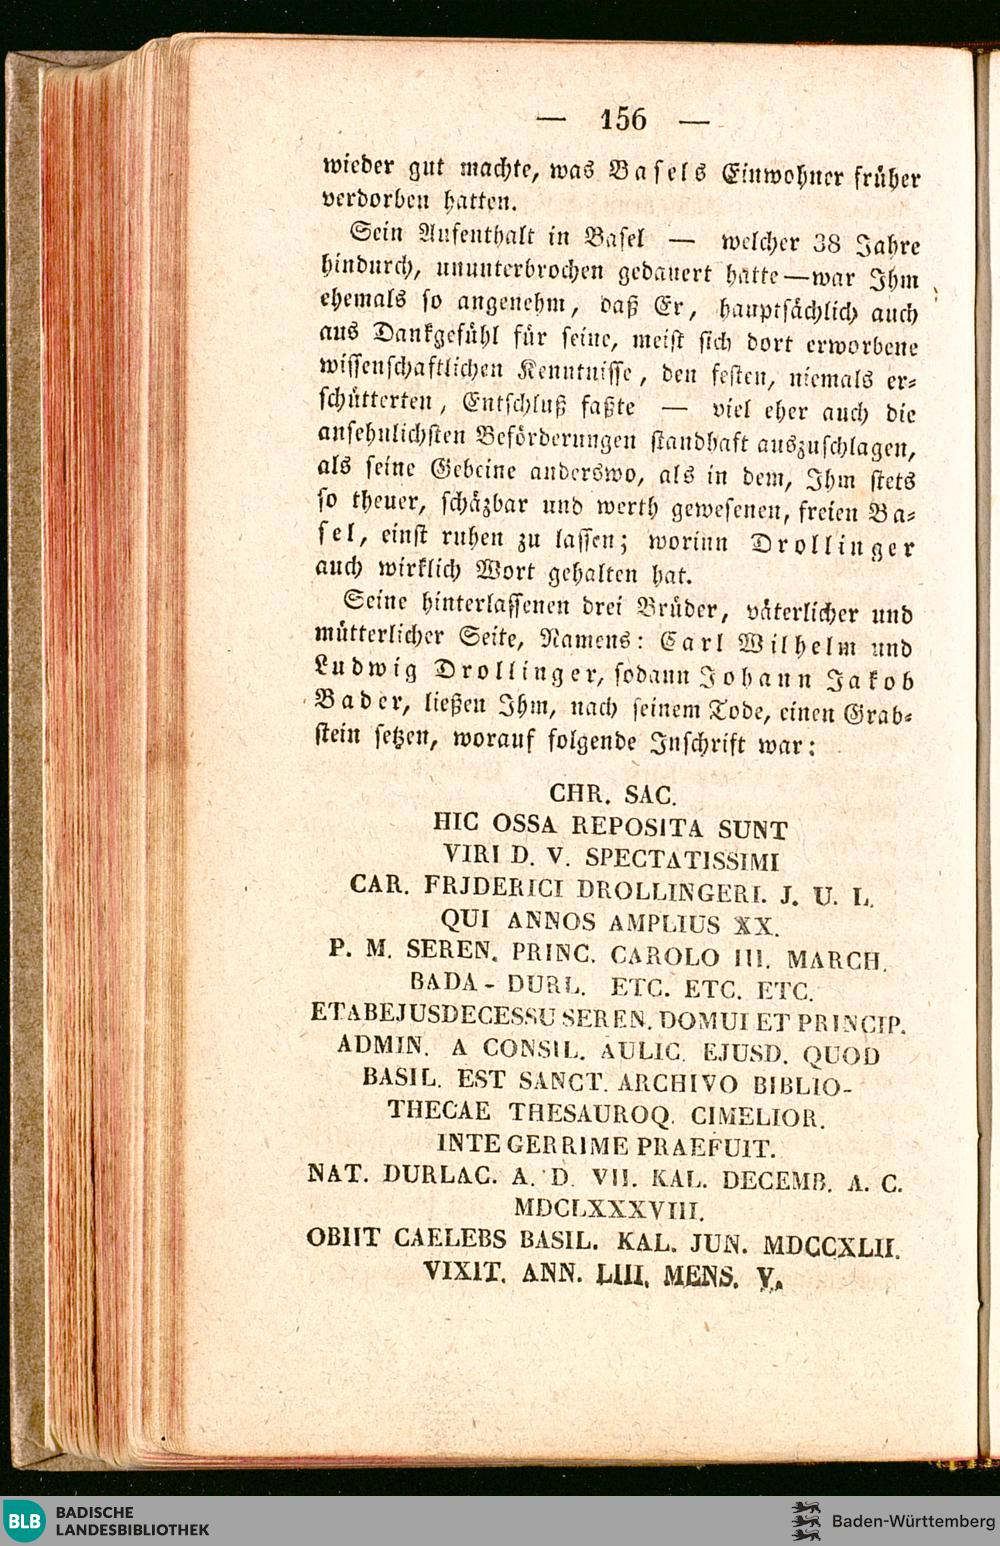 — 156 —
wieder gut machte, was Basels Einwohner früher
verdorben hatten.
Sein Aufenthalt in Basel — welcher 38 Jahre
hindurch, ununterbrochen gedauert hatte—war Ihm
ehemals so angenehm, daß Er, hauptsächlich auch
aus Dankgefühl für seine, meist sich dort erworbene
wissenschaftlichen Kenntnisse, den festen, niemals er-
schütterten, Entschluß faßte — viel eher auch die
ansehnlichsten Beförderungen standhaft auszuschlagen,
als seine Gebeine anderswo, als in dem, Ihm stets
so theuer, schäzbar und werth gewesenen, freien Ba-
sel, einst ruhen zu lassen; worinn Drollinger
auch wirklich Wort gehalten hat.
Seine hinterlassenen drei Brüder, väterlicher und
mütterlicher Seite, Namens: Carl Wilhelm und
Ludwig Drollinger, sodann Johann Jakob
Bader, ließen Ihm, nach seinem Tode, einen Grab-
stein setzen, worauf folgende Inschrift war:
CHR. SAC.
HIC OSSA REPOSITA SUNT
VIRI D. V. SPECTATISSIMI
CAR. FRJDERICI DROLLINGERI. J. U. L.
QUI ANNOS AMPLIUS XX.
P. M. SEREN. PRINC. CAROLO III. MARCH.
BADA - DURL. ETC. ETC. ETC.
ETABEJUSDECESSU SEREN. DOMUI ET PRINCIP.
ADMIN. A CONSIL. AULIC. EJUSD. QUOD
BASIL. EST SANCT. ARCHIVO BIBLIO-
THECAE THESAUROQ. CIMELIOR.
INTEGERRIME PRAEFUIT.
NAT. DURLAC. A. D. VII. KAL. DECEMB. A. C.
MDCLXXXVIII.
OBIIT CAELEBS BASIL. KAL. JUN. MDCCXLII.
VIXIT. ANN. LIII. MENS. V.
BLB BADISCHE
LANDESBIBLIOTHEK
Baden-Württemberg